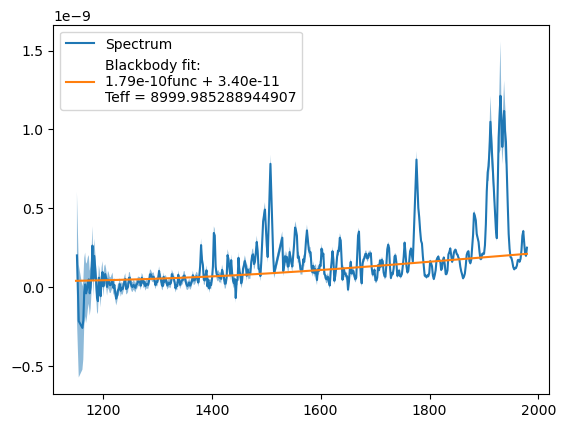 1e−9
1.5
1.0
0.5
0.0
−0.5
Spectrum
Blackbody fit:
1.79e-10func + 3.40e-11
Teff = 8999.985288944907
1200 1400 1600 1800 2000